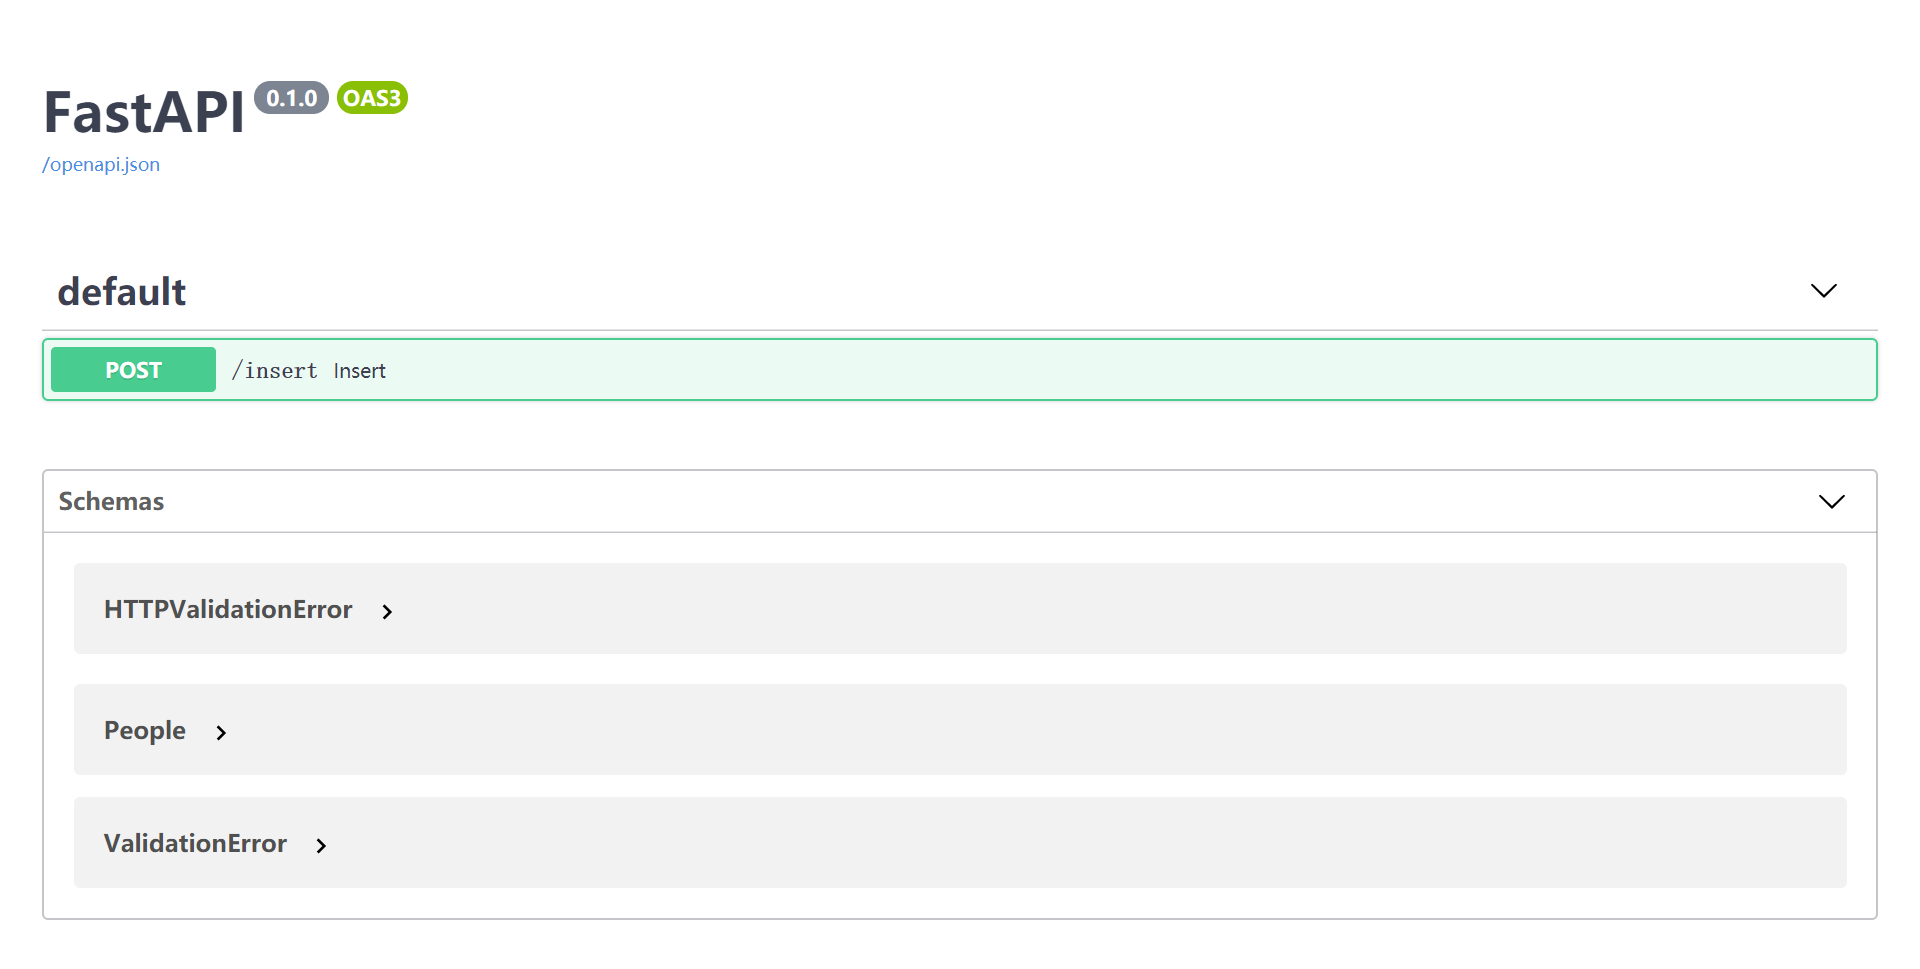 FastAPI 0.1.0 OAS3
/openapi.json
default
POST /insert Insert
Schemas
HTTPValidationError
People
ValidationError